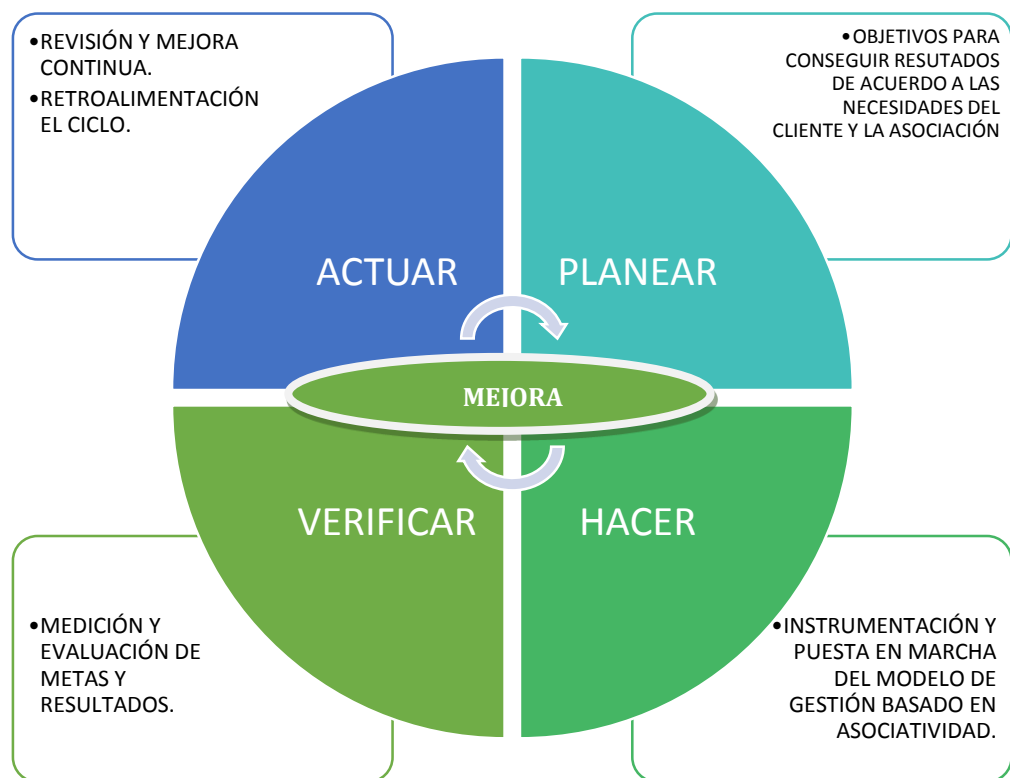 •REVISIÓN Y MEJORA
CONTINUA.
•RETROALIMENTACIÓN
EL CICLO.
•OBJETIVOS PARA
CONSEGUIR RESUTADOS
DE ACUERDO A LAS
NECESIDADES DEL
CLIENTE Y LA ASOCIACIÓN
ACTUAR
PLANEAR
MEJORA
VERIFICAR
HACER
•MEDICIÓN Y
EVALUACIÓN DE
METAS Y
RESULTADOS.
•INSTRUMENTACIÓN Y
PUESTA EN MARCHA
DEL MODELO DE
GESTIÓN BASADO EN
ASOCIATIVIDAD.